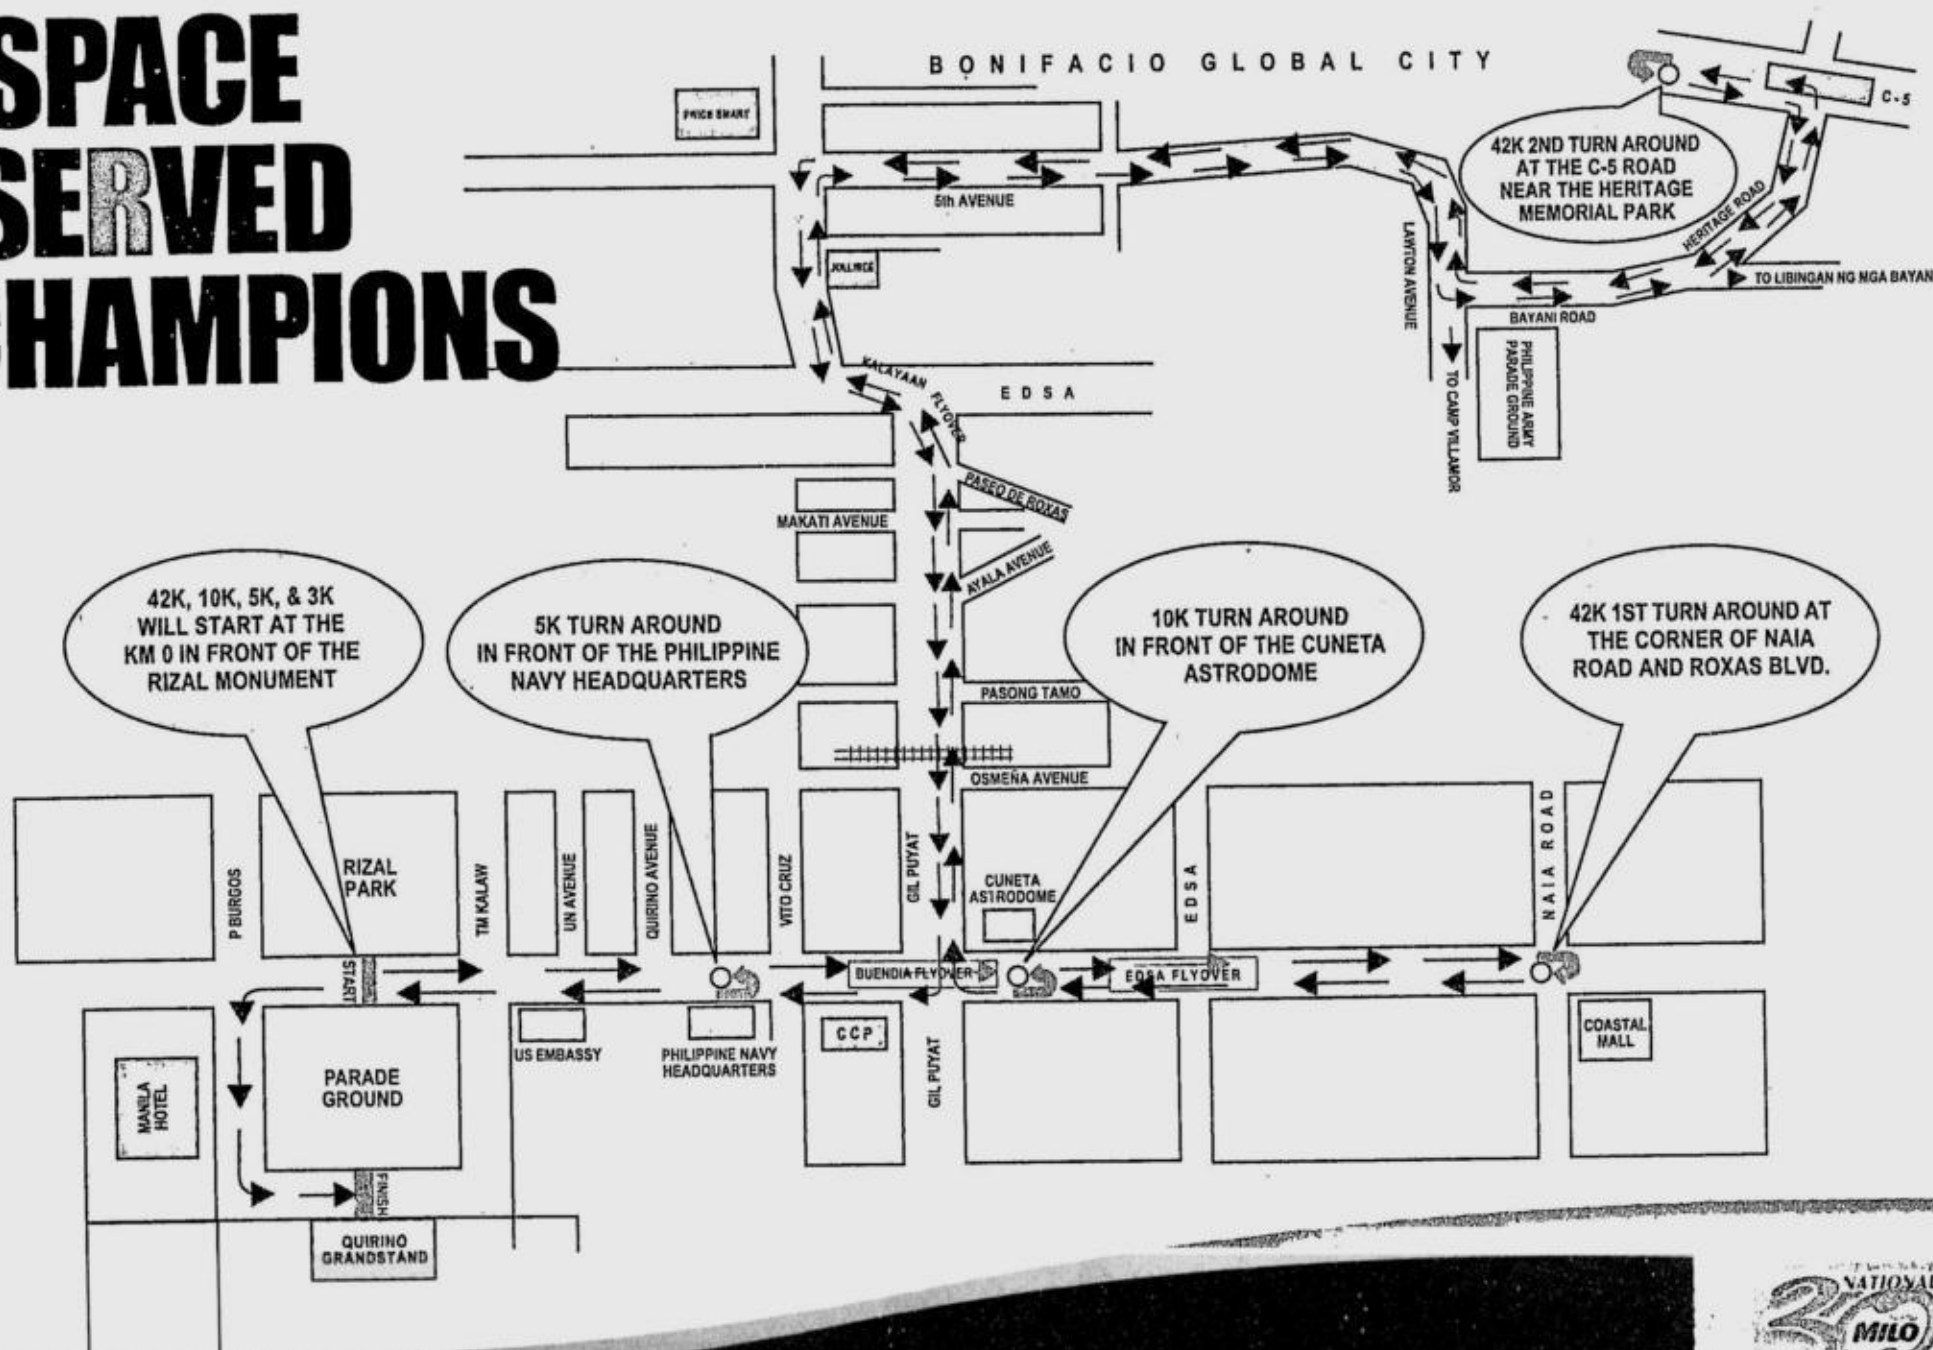 SPACE
SERVED
CHAMPIONS
BONIFACIO GLOBAL CITY
PRICE SMART
C-5
42K 2ND TURN AROUND
AT THE C-5 ROAD
NEAR THE HERITAGE
MEMORIAL PARK
5th AVENUE
HERITAGE ROAD
LAWTON AVENUE
TO LIBINGAN NG MGA BAYAN
BAYANI ROAD
PHILIPPINE ARMY
PARADE GROUND
TO CAMP VILLAMOR
KALAYAAN FLYOVER
EDSA
PASEO DE ROXAS
MAKATI AVENUE
AYALA AVENUE
42K, 10K, 5K, & 3K
WILL START AT THE
KM 0 IN FRONT OF THE
RIZAL MONUMENT
5K TURN AROUND
IN FRONT OF THE PHILIPPINE
NAVY HEADQUARTERS
10K TURN AROUND
IN FRONT OF THE CUNETA
ASTRODOME
42K 1ST TURN AROUND AT
THE CORNER OF NAIA
ROAD AND ROXAS BLVD.
PASONG TAMO
OSMEÑA AVENUE
P BURGOS
RIZAL
PARK
TM KALAW
UN AVENUE
QUIRINO AVENUE
VITO CRUZ
GIL PUYAT
CUNETA
ASTRODOME
EDSA
NAIA ROAD
START
BUENDIA FLYOVER
EDSA FLYOVER
US EMBASSY
PHILIPPINE NAVY
HEADQUARTERS
CCP
GIL PUYAT
COASTAL
MALL
MANILA
HOTEL
PARADE
GROUND
FINISH
QUIRINO
GRANDSTAND
NATIONAL
MILO